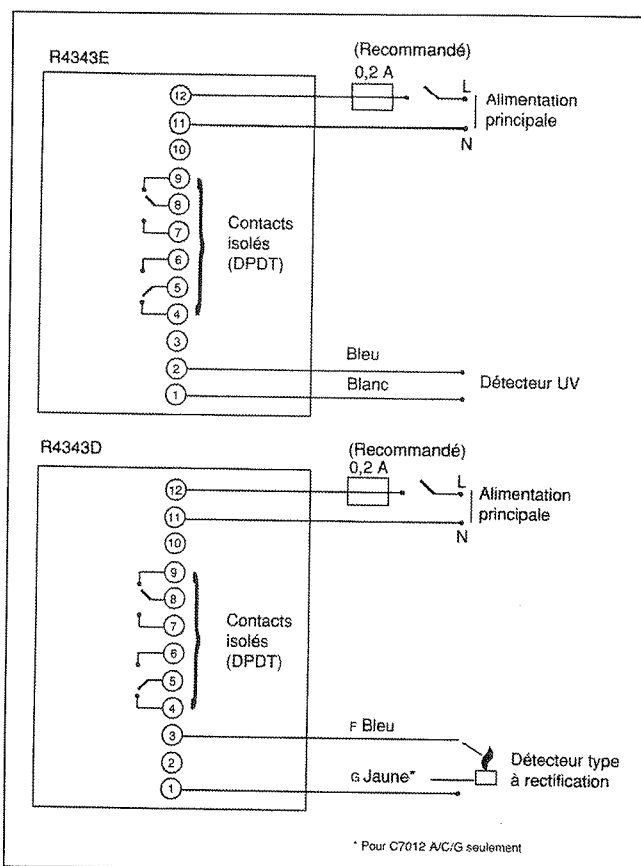 R4343E
(Recommandé)
0,2 A
12
L
Alimentation
principale
11
N
10
9
8
7
Contacts
isolés
(DPDT)
6
5
4
3
2
Bleu
1
Blanc
Détecteur UV
R4343D
(Recommandé)
0,2 A
12
L
Alimentation
principale
11
N
10
9
8
7
Contacts
isolés
(DPDT)
6
5
4
3
F Bleu
2
Détecteur type
à rectification
1
G Jaune*
* Pour C7012 A/C/G seulement